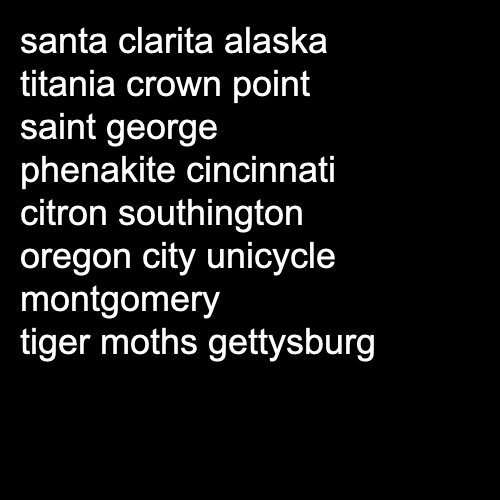 santa clarita alaska
titania crown point
saint george
phenakite cincinnati
citron southington
oregon city unicycle
montgomery
tiger moths gettysburg